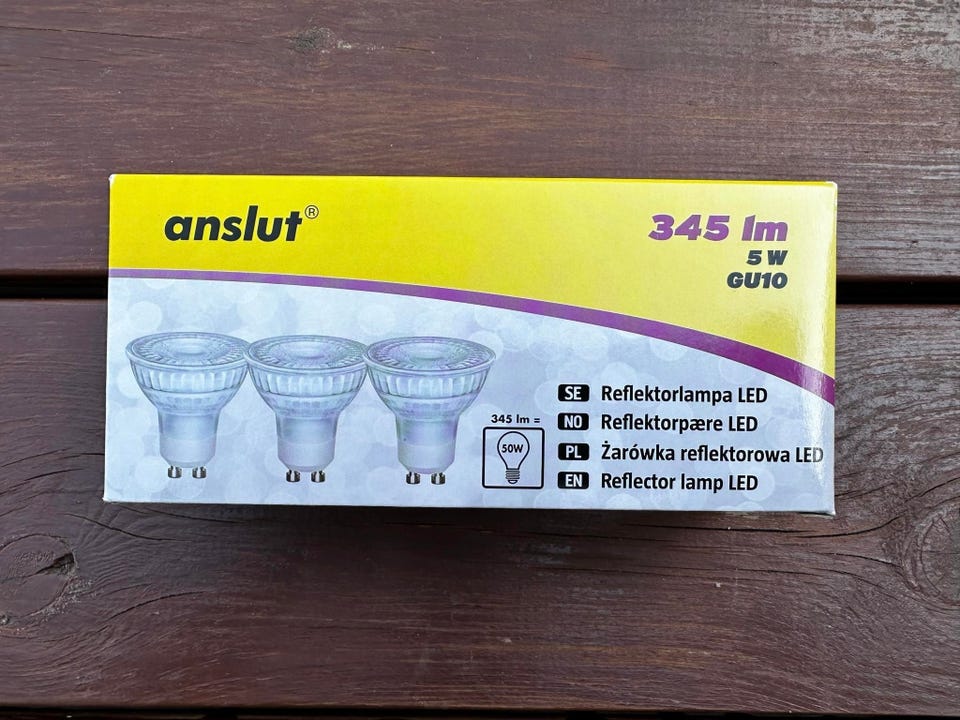 anslut®
345 lm
5 W
GU10
345 lm =
50W
SE Reflektorlampa LED
NO Reflektorpære LED
PL Żarówka reflektorowa LED
EN Reflector lamp LED